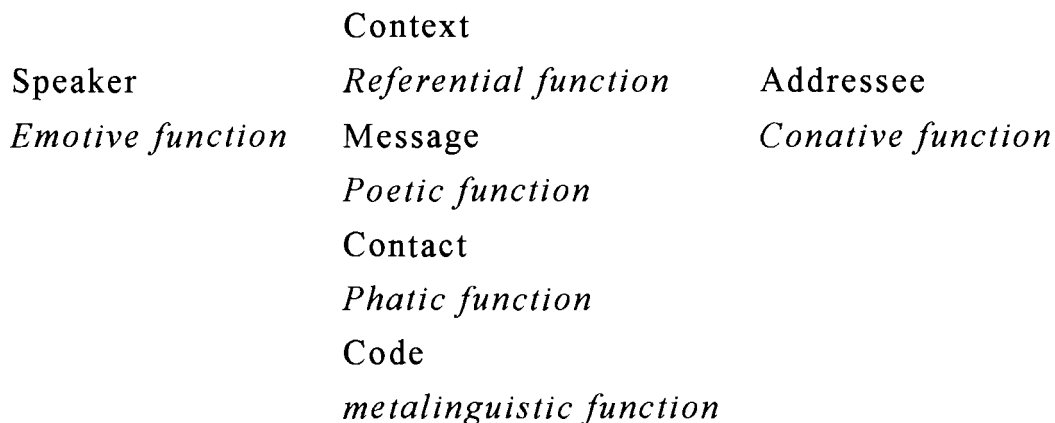 Context
Speaker Referential function Addressee
Emotive function Message Conative function
Poetic function
Contact
Phatic function
Code
metalinguistic function